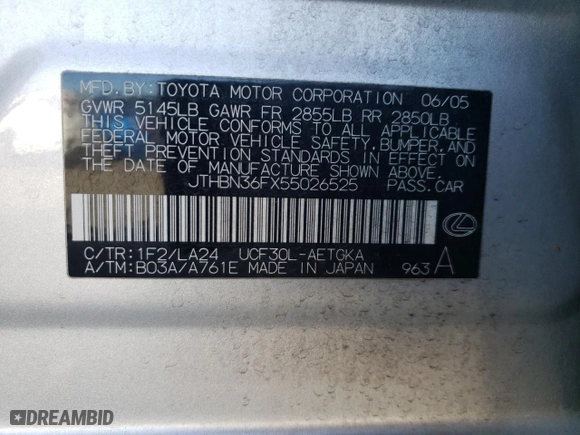 MFD. BY: TOYOTA MOTOR CORPORATION 06/05
GVWR 5145LB GAWR FR 2855LB RR 2850LB
THIS VEHICLE CONFORMS TO ALL APPLICABLE
FEDERAL MOTOR VEHICLE SAFETY, BUMPER, AND
THEFT PREVENTION STANDARDS IN EFFECT ON
THE DATE OF MANUFACTURE SHOWN ABOVE.
JTHBN36FX55026525 PASS. CAR
C/TR: 1F2/LA24 UCF30L-AETGKA
A/TM: B03A/A761E MADE IN JAPAN 963 A
DREAMBID